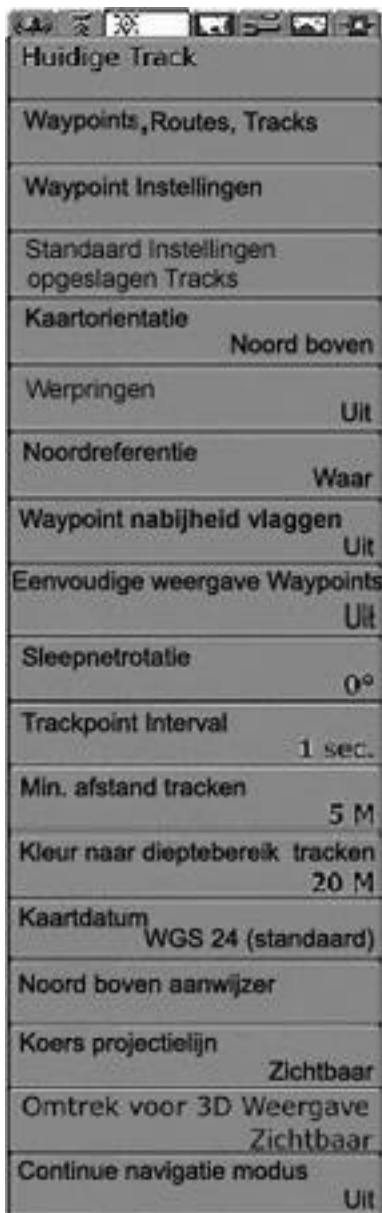 Huidige Track
Waypoints,Routes, Tracks
Waypoint Instellingen
Standaard Instellingen
opgeslagen Tracks
Kaartorientatie
Noord boven
Werpringen
Uit
Noordreferentie
Waar
Waypoint nabijheid vlaggen
Uit
Eenvoudige weergave Waypoints
Uit
Sleepnetrotatie
0°
Trackpoint Interval
1 sec.
Min. afstand tracken
5 M
Kleur naar dieptebereik tracken
20 M
Kaartdatum
WGS 24 (standaard)
Noord boven aanwijzer
Koers projectielijn
Zichtbaar
Omtrek voor 3D Weergave
Zichtbaar
Continue navigatie modus
Uit